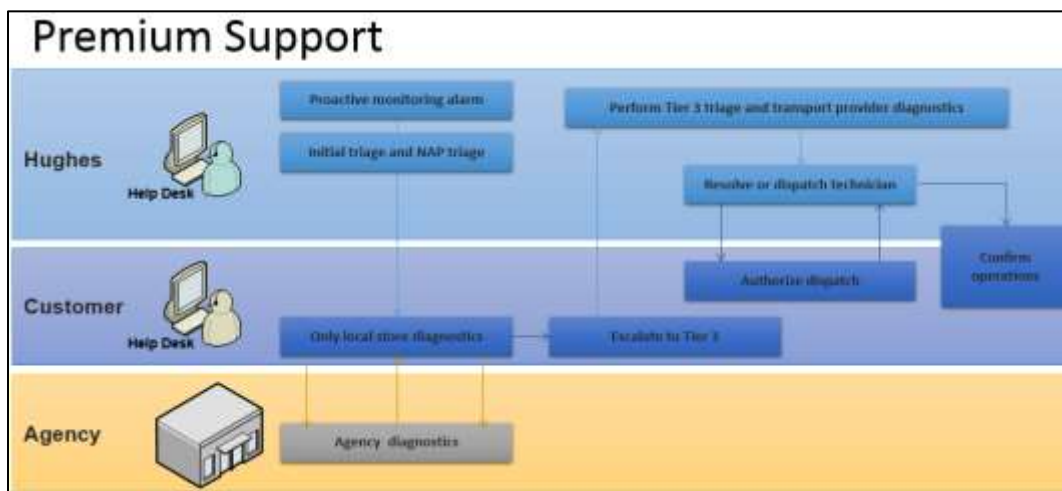 Premium Support
Hughes
Help Desk
Proactive monitoring alarm
Initial triage and NAP triage
Perform Tier 3 triage and transport provider diagnostics
Resolve or dispatch technician
Customer
Help Desk
Only local store diagnostics
Escalate to Tier 3
Authorize dispatch
Confirm
operations
Agency
Agency diagnostics